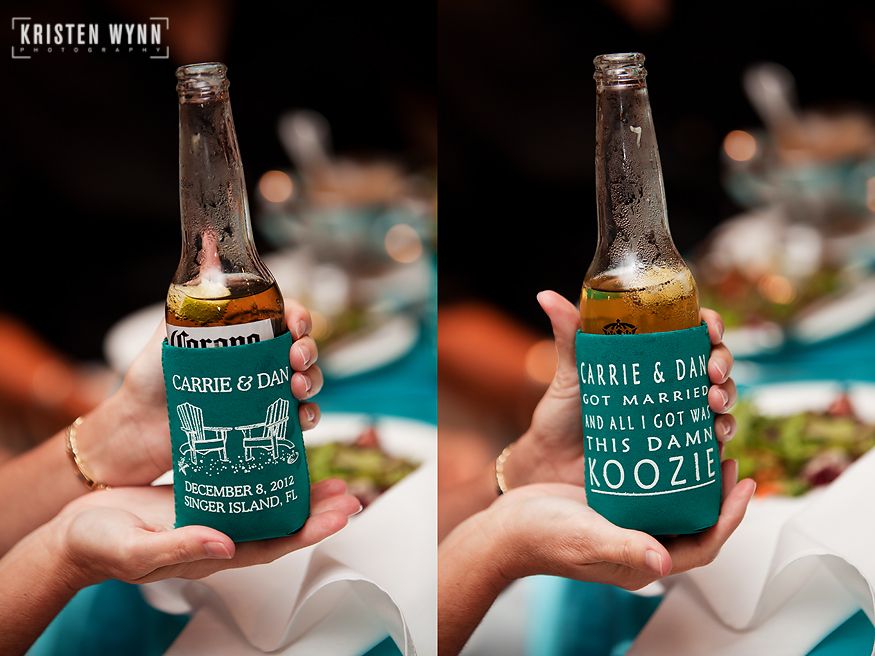 KRISTEN WYNN
PHOTOGRAPHY
Corona
CARRIE & DAN
DECEMBER 8, 2012
SINGER ISLAND, FL
CARRIE & DAN
GOT MARRIED
AND ALL I GOT WAS
THIS DAMN
KOOZIE